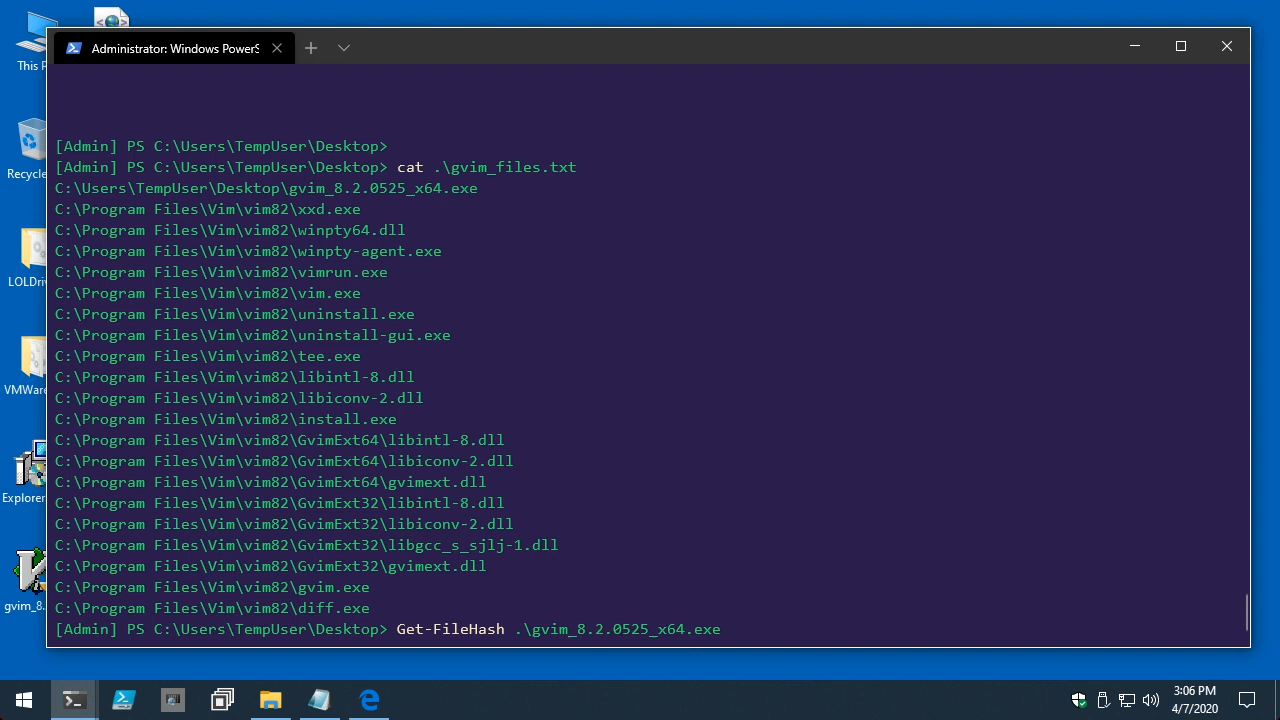 This P
Recycle
LOLDriv
VMWare
Explorer
gvim_8.
Administrator: Windows PowerS
[Admin] PS C:\Users\TempUser\Desktop>
[Admin] PS C:\Users\TempUser\Desktop> cat .\gvim_files.txt
C:\Users\TempUser\Desktop\gvim_8.2.0525_x64.exe
C:\Program Files\Vim\vim82\xxd.exe
C:\Program Files\Vim\vim82\winpty64.dll
C:\Program Files\Vim\vim82\winpty-agent.exe
C:\Program Files\Vim\vim82\vimrun.exe
C:\Program Files\Vim\vim82\vim.exe
C:\Program Files\Vim\vim82\uninstall.exe
C:\Program Files\Vim\vim82\uninstall-gui.exe
C:\Program Files\Vim\vim82\tee.exe
C:\Program Files\Vim\vim82\libintl-8.dll
C:\Program Files\Vim\vim82\libiconv-2.dll
C:\Program Files\Vim\vim82\install.exe
C:\Program Files\Vim\vim82\GvimExt64\libintl-8.dll
C:\Program Files\Vim\vim82\GvimExt64\libiconv-2.dll
C:\Program Files\Vim\vim82\GvimExt64\gvimext.dll
C:\Program Files\Vim\vim82\GvimExt32\libintl-8.dll
C:\Program Files\Vim\vim82\GvimExt32\libiconv-2.dll
C:\Program Files\Vim\vim82\GvimExt32\libgcc_s_sjlj-1.dll
C:\Program Files\Vim\vim82\GvimExt32\gvimext.dll
C:\Program Files\Vim\vim82\gvim.exe
C:\Program Files\Vim\vim82\diff.exe
[Admin] PS C:\Users\TempUser\Desktop> Get-FileHash .\gvim_8.2.0525_x64.exe
3:06 PM
4/7/2020